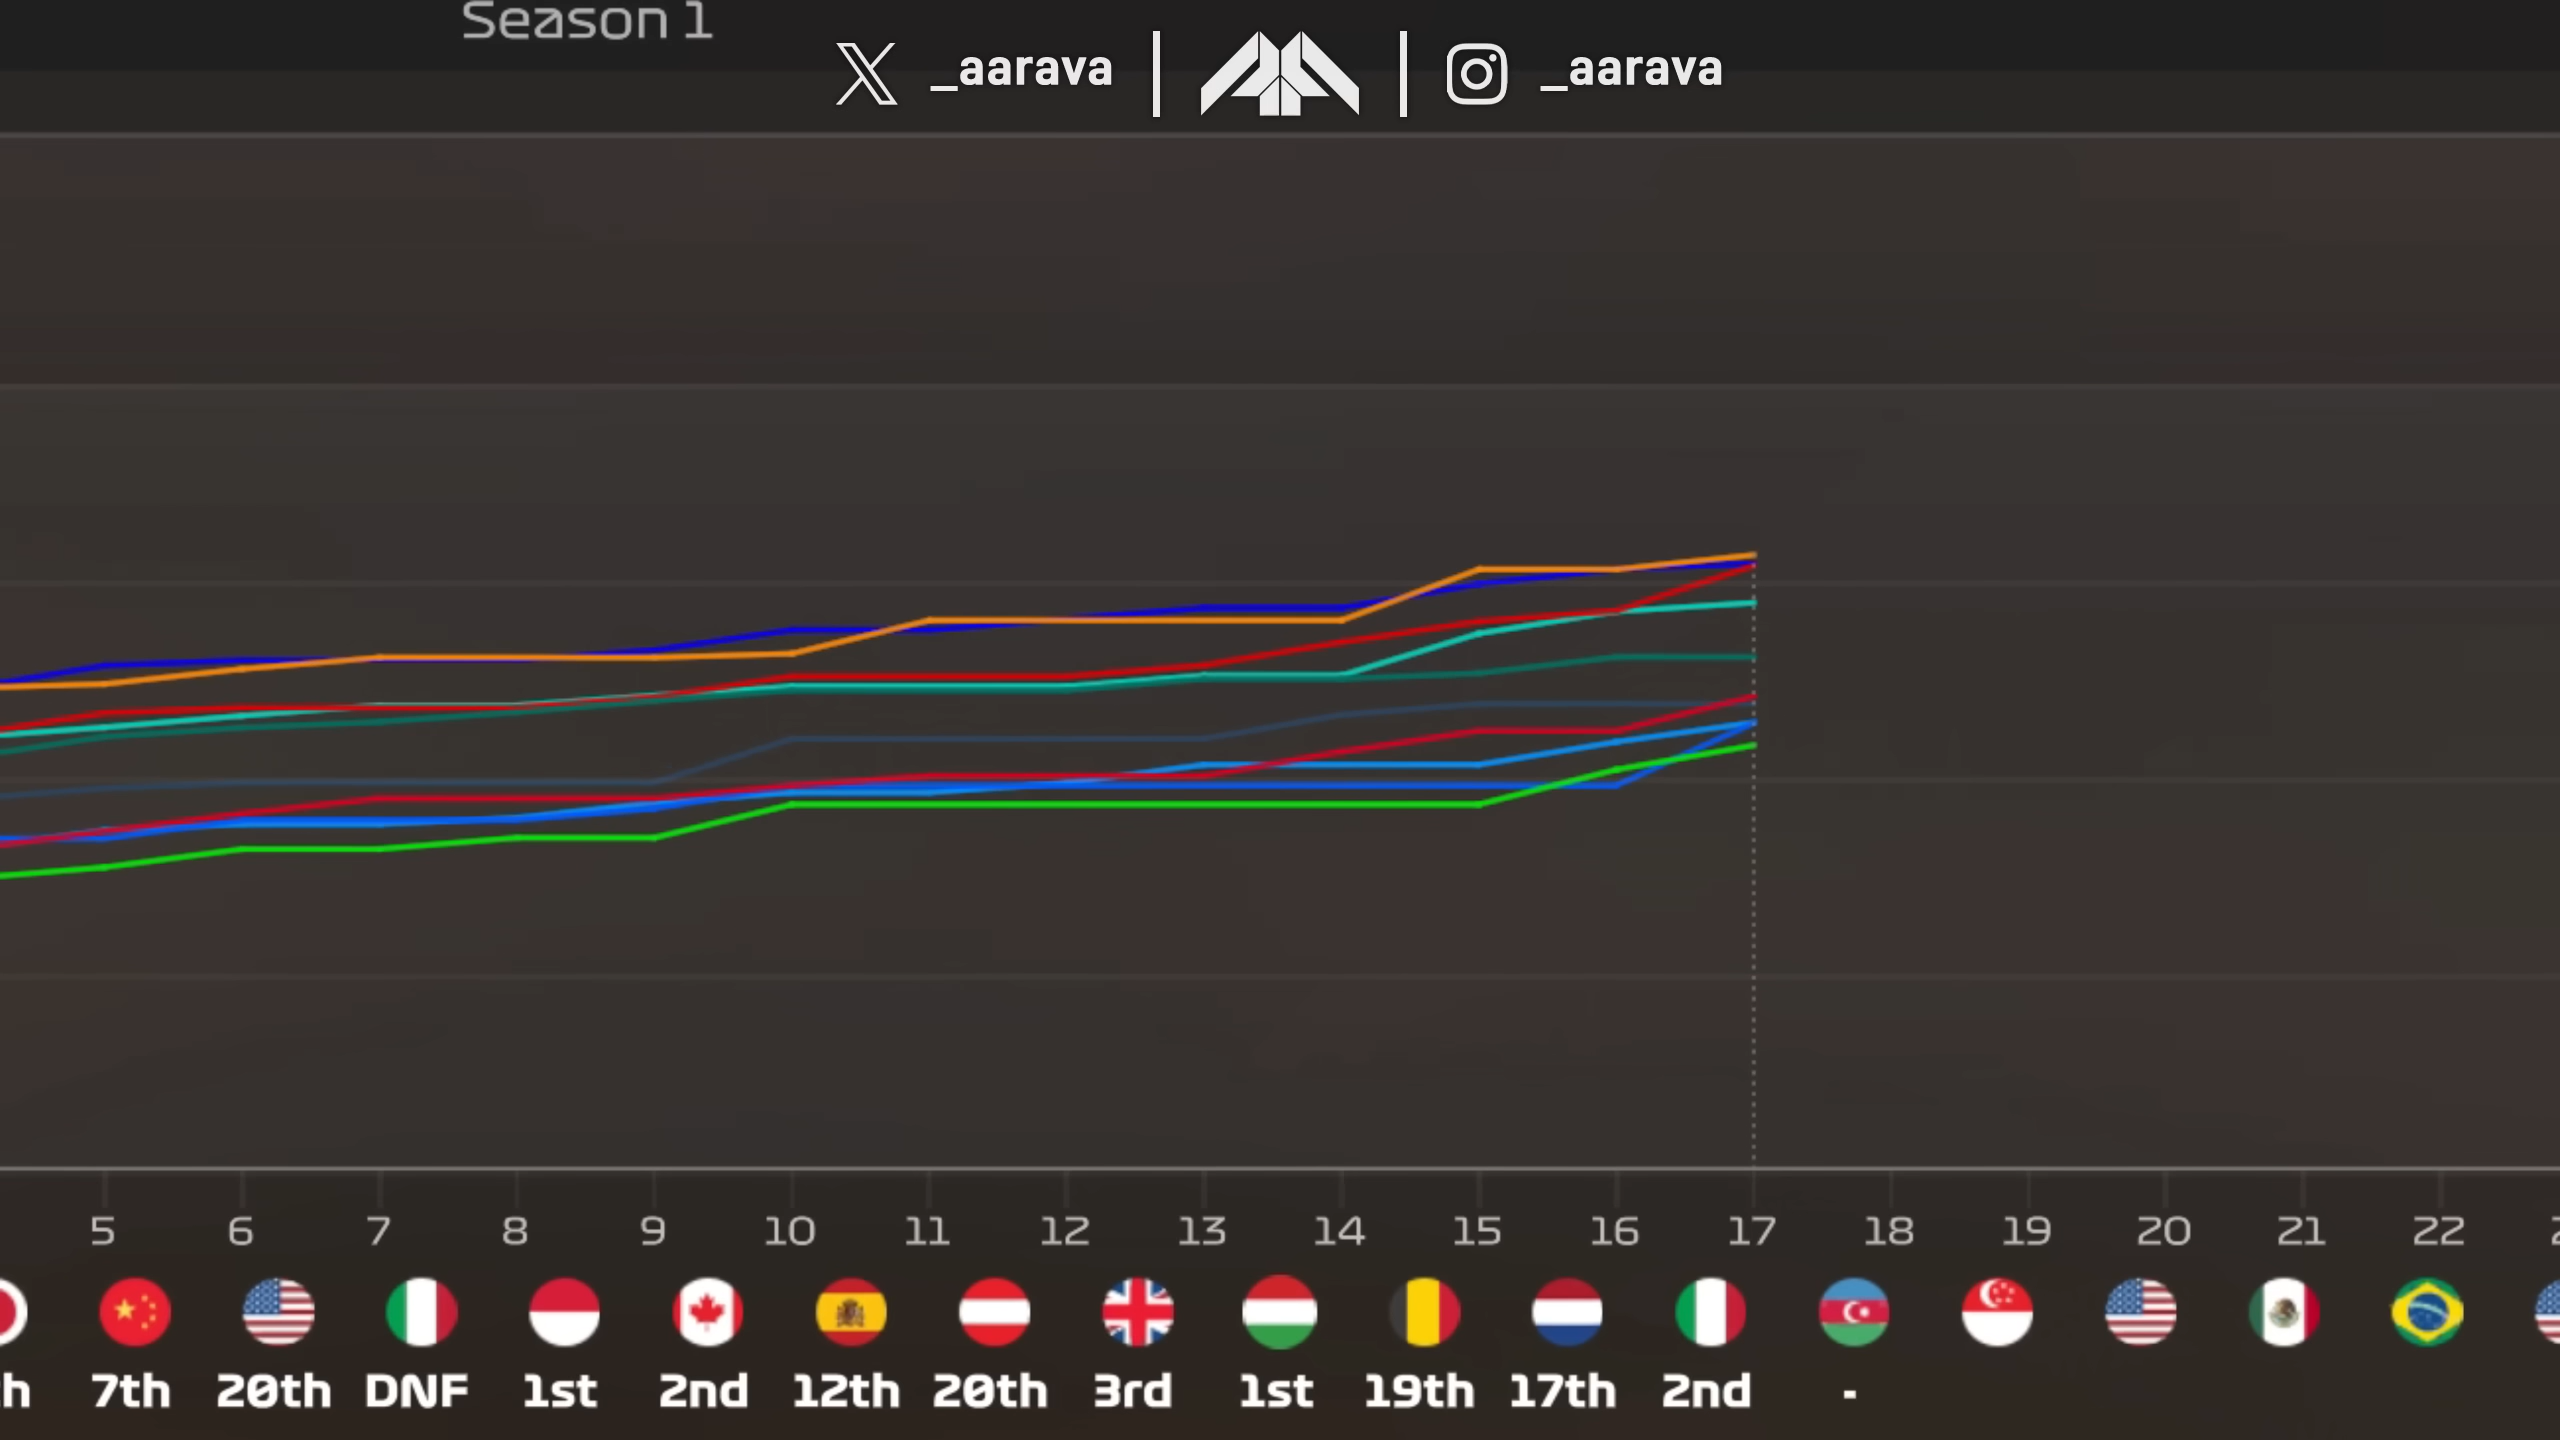 Season 1
_aarava
_aarava
5 6 7 8 9 10 11 12 13 14 15 16 17 18 19 20 21 22
7th 20th DNF 1st 2nd 12th 20th 3rd 1st 19th 17th 2nd -